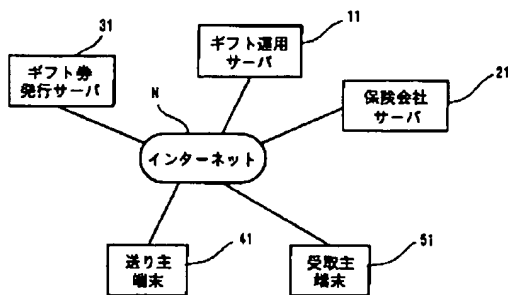 31
ギフト券
発行サーバ
11
ギフト運用
サーバ
21
保険会社
サーバ
N
インターネット
41
送り主
端末
51
受取主
端末